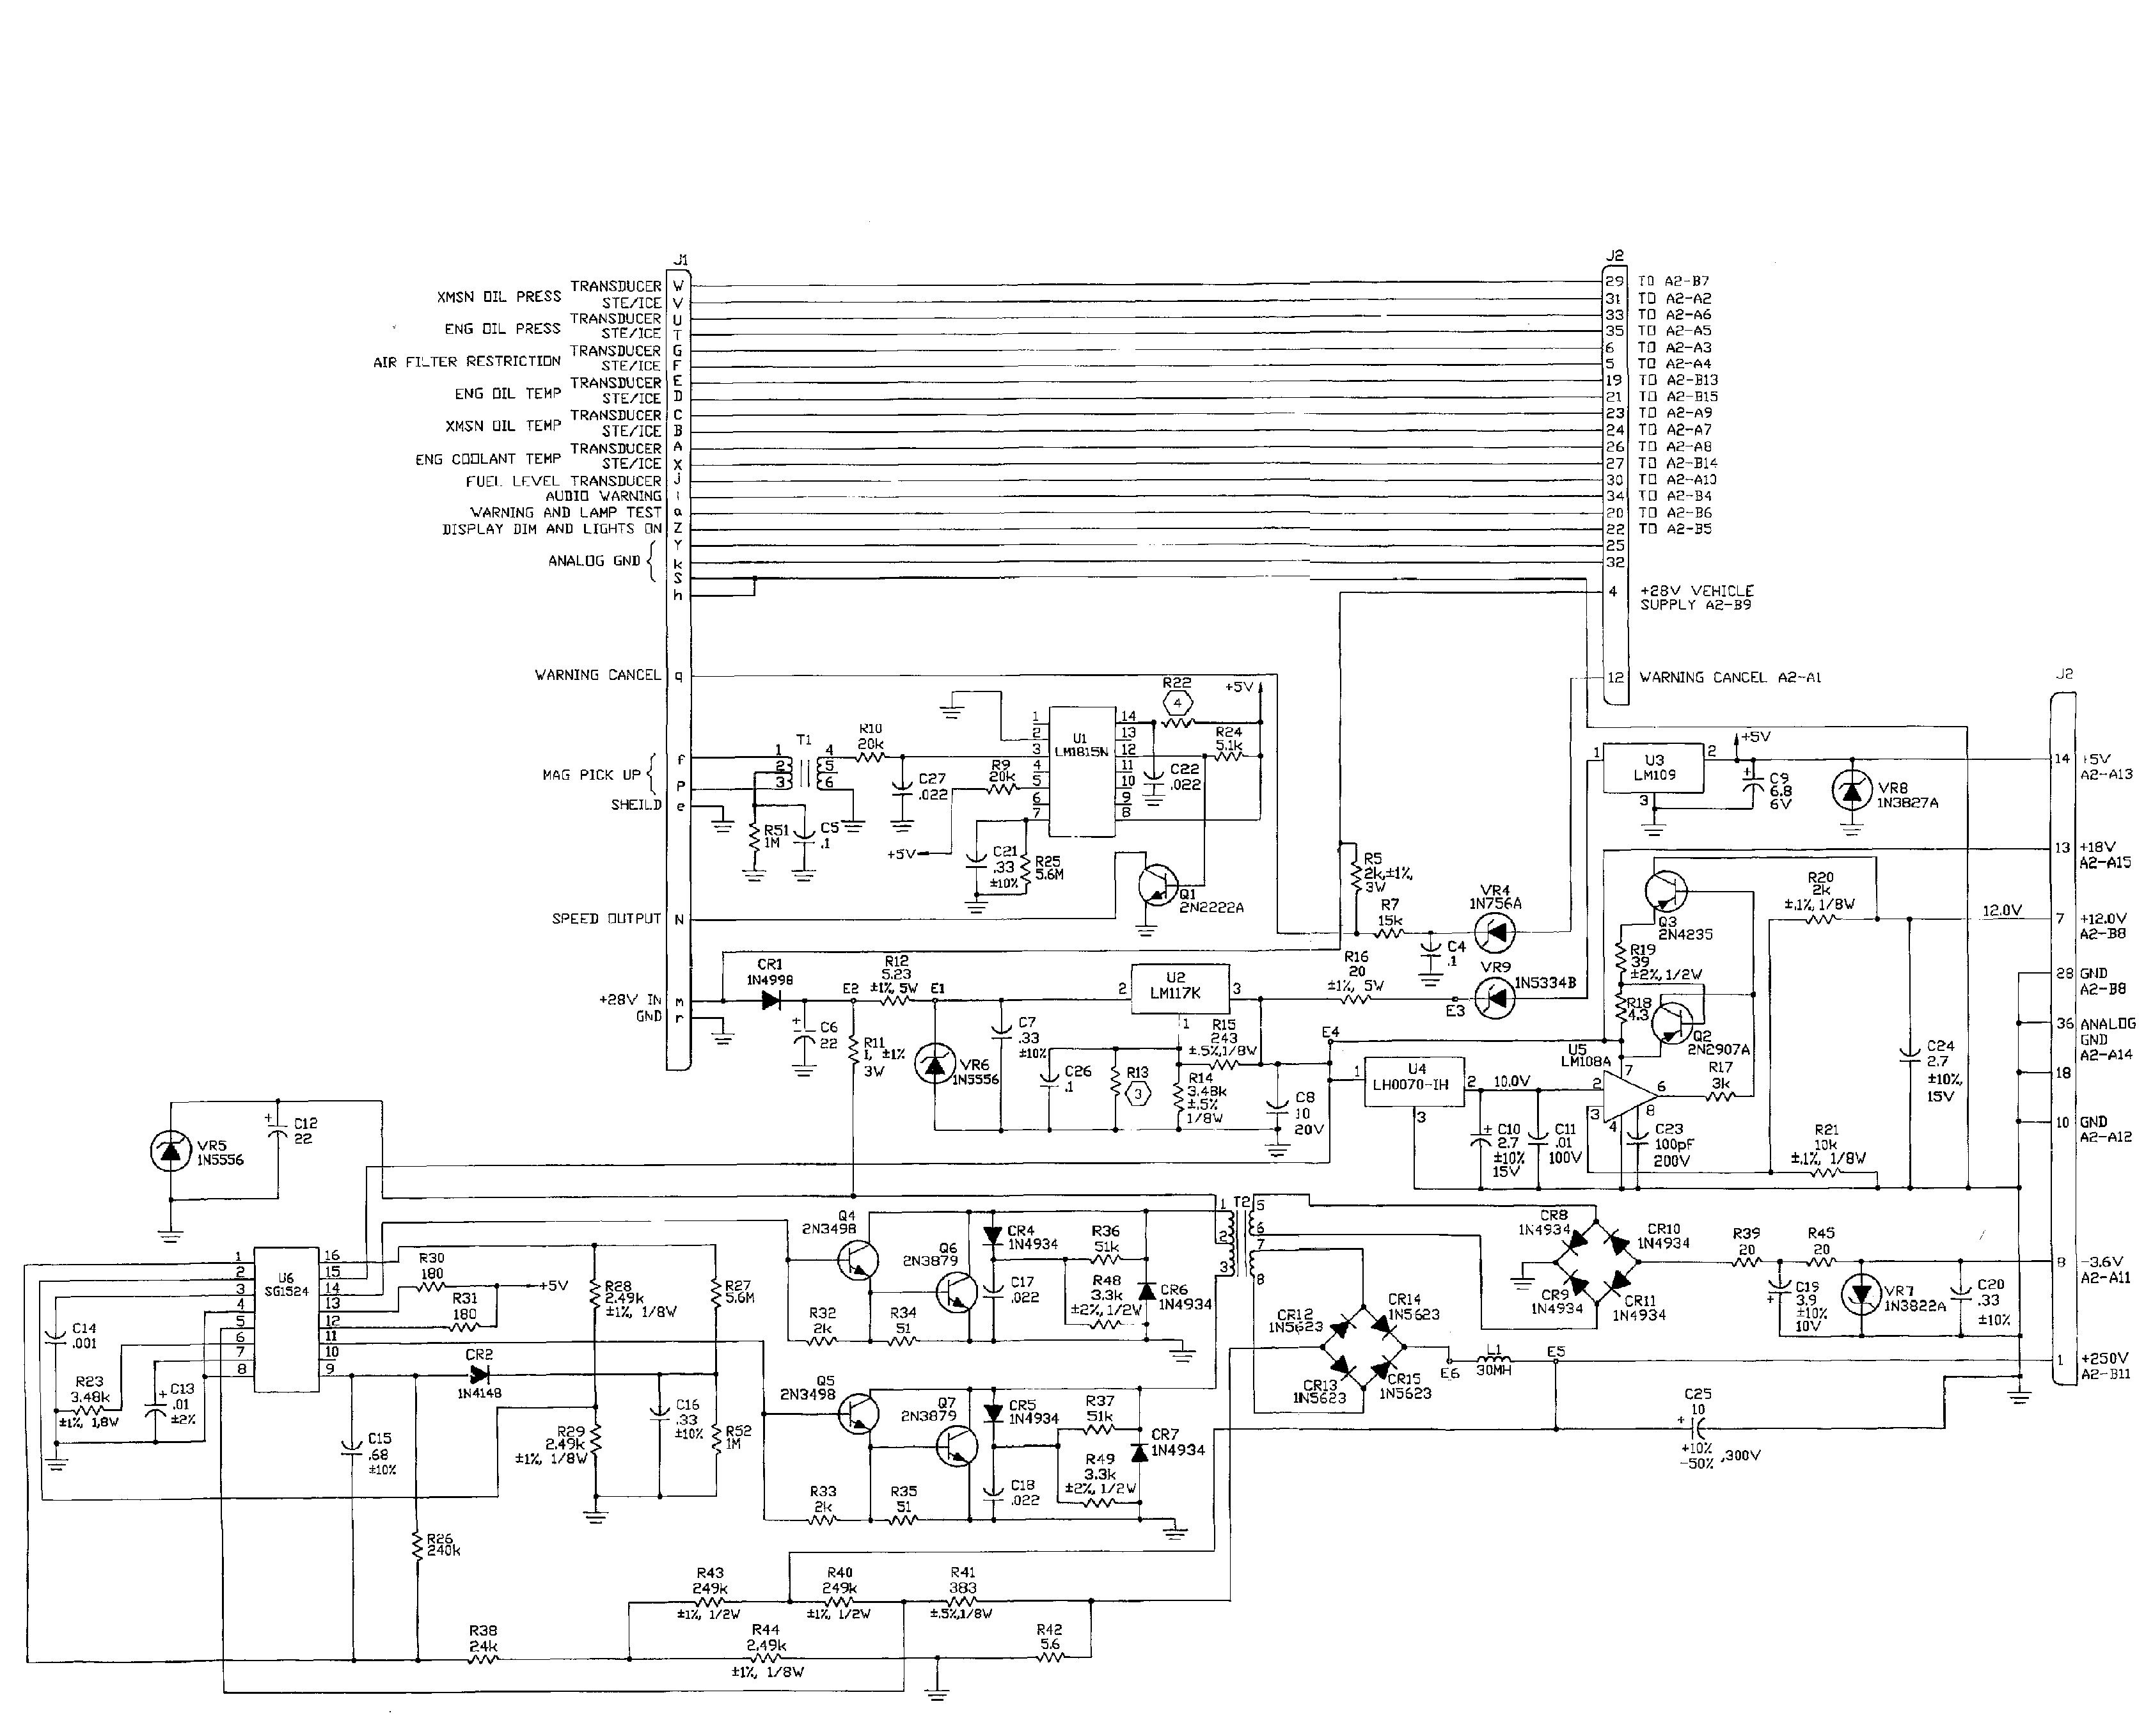 J1
J2
XMSN OIL PRESS
TRANSDUCER W
STE/ICE V
ENG OIL PRESS
TRANSDUCER U
STE/ICE T
AIR FILTER RESTRICTION
TRANSDUCER G
STE/ICE F
ENG OIL TEMP
TRANSDUCER E
STE/ICE D
XMSN OIL TEMP
TRANSDUCER C
STE/ICE B
ENG COOLANT TEMP
TRANSDUCER A
STE/ICE X
FUEL LEVEL TRANSDUCER J
AUDIO WARNING
WARNING AND LAMP TEST a
DISPLAY DIM AND LIGHTS ON Z
ANALOG GND
Y
k
S
h
29 TO A2-B7
31 TO A2-A2
33 TO A2-A6
35 TO A2-A5
6 TO A2-A3
5 TO A2-A4
19 TO A2-B13
21 TO A2-B15
23 TO A2-A9
24 TO A2-A7
26 TO A2-A8
27 TO A2-B14
30 TO A2-A10
34 TO A2-B4
20 TO A2-B6
22 TO A2-B5
25
32
4 +28V VEHICLE
SUPPLY A2-B9
12 WARNING CANCEL A2-A1
WARNING CANCEL q
MAG PICK UP
f
P
SHEILD e
SPEED OUTPUT N
+28V IN m
GND r
T1
1
2
3
4
5
6
R10
20k
C27
.022
R9
20k
R51
1M
C5
.1
+5V
C21
.33
±10%
R25
5.6M
U1
LM1815N
1
2
3
4
5
6
7
14
13
12
11
10
9
8
R22
4
+5V
R24
5.1k
C22
.022
Q1
2N2222A
R5
2k,±1%,
3W
R7
15k
C4
.1
VR4
1N756A
VR9
1N5334B
E3
R16
20
±1%, 5W
CR1
1N4998
C6
22
E2
R12
5.23
±1%, 5W
E1
R11
1, ±1%
3W
VR6
1N5556
C7
.33
±10%
C26
.1
R13
3
U2
LM117K
2
3
1
R15
243
±.5%,1/8W
R14
3.48k
±.5%
1/8W
C8
10
20V
E4
U4
LH0070-IH
1
2
3
10.0V
C10
2.7
±10%
15V
C11
.01
100V
U5
LM108A
2
3
7
6
8
4
C23
100pF
200V
R17
3k
Q2
2N2907A
R18
4.3
R19
39
±2%, 1/2W
Q3
2N4235
U3
LM109
1
2
3
+5V
C9
6.8
6V
VR8
1N3827A
R20
2k
±.1%, 1/8W
R21
10k
±.1%, 1/8W
12.0V
C24
2.7
±10%,
15V
J2
14 +5V
A2-A13
13 +18V
A2-A15
7 +12.0V
A2-B8
28 GND
A2-B8
36 ANALOG
GND
A2-A14
18
10 GND
A2-A12
8 -3.6V
A2-A11
1 +250V
A2-B11
VR5
1N5556
C12
22
U6
SG1524
1
2
3
4
5
6
7
8
16
15
14
13
12
11
10
9
C14
.001
R23
3.48k
±1%, 1/8W
C13
.01
±2%
R30
180
R31
180
+5V
CR2
1N4148
C15
.68
±10%
R26
240k
R28
2.49k
±1%, 1/8W
R27
5.6M
R29
2.49k
±1%, 1/8W
C16
.33
±10%
R52
1M
Q4
2N3498
Q6
2N3879
R32
2k
R34
51
CR4
1N4934
C17
.022
R36
51k
R48
3.3k
±2%, 1/2W
CR6
1N4934
Q5
2N3498
Q7
2N3879
R33
2k
R35
51
CR5
1N4934
C18
.022
R37
51k
R49
3.3k
±2%, 1/2W
CR7
1N4934
T2
1
2
3
5
6
7
8
CR8
1N4934
CR10
1N4934
CR9
1N4934
CR11
1N4934
CR12
1N5623
CR14
1N5623
CR13
1N5623
CR15
1N5623
R39
20
R45
20
C19
3.9
±10%
10V
VR7
1N3822A
C20
.33
±10%
E6
L1
30MH
E5
C25
10
+10%
-50% ,300V
R43
249k
±1%, 1/2W
R40
249k
±1%, 1/2W
R41
383
±.5%,1/8W
R38
24k
R44
2.49k
±1%, 1/8W
R42
5.6